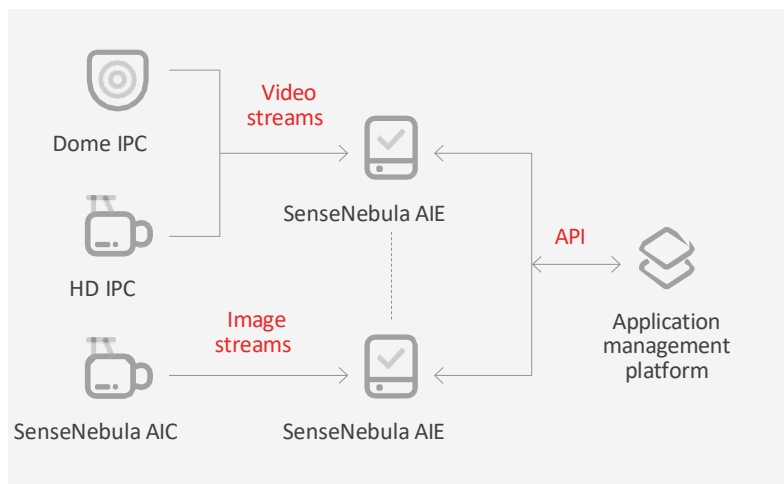 Dome IPC
Video
streams
SenseNebula AIE
HD IPC
API
Image
streams
Application
management
platform
SenseNebula AIC
SenseNebula AIE